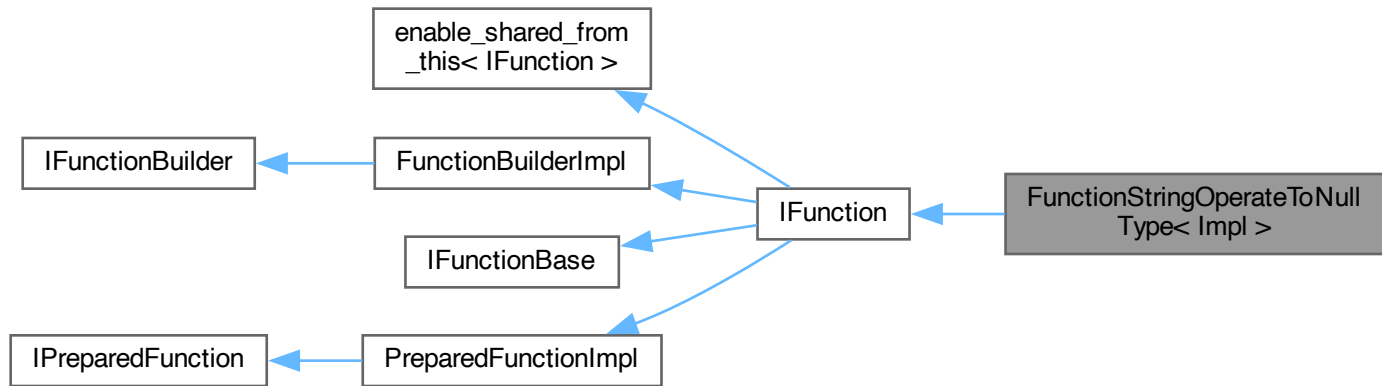 enable_shared_from
_this< IFunction >
IFunctionBuilder
FunctionBuilderImpl
IFunction
FunctionStringOperateToNull
Type< Impl >
IFunctionBase
IPreparedFunction
PreparedFunctionImpl